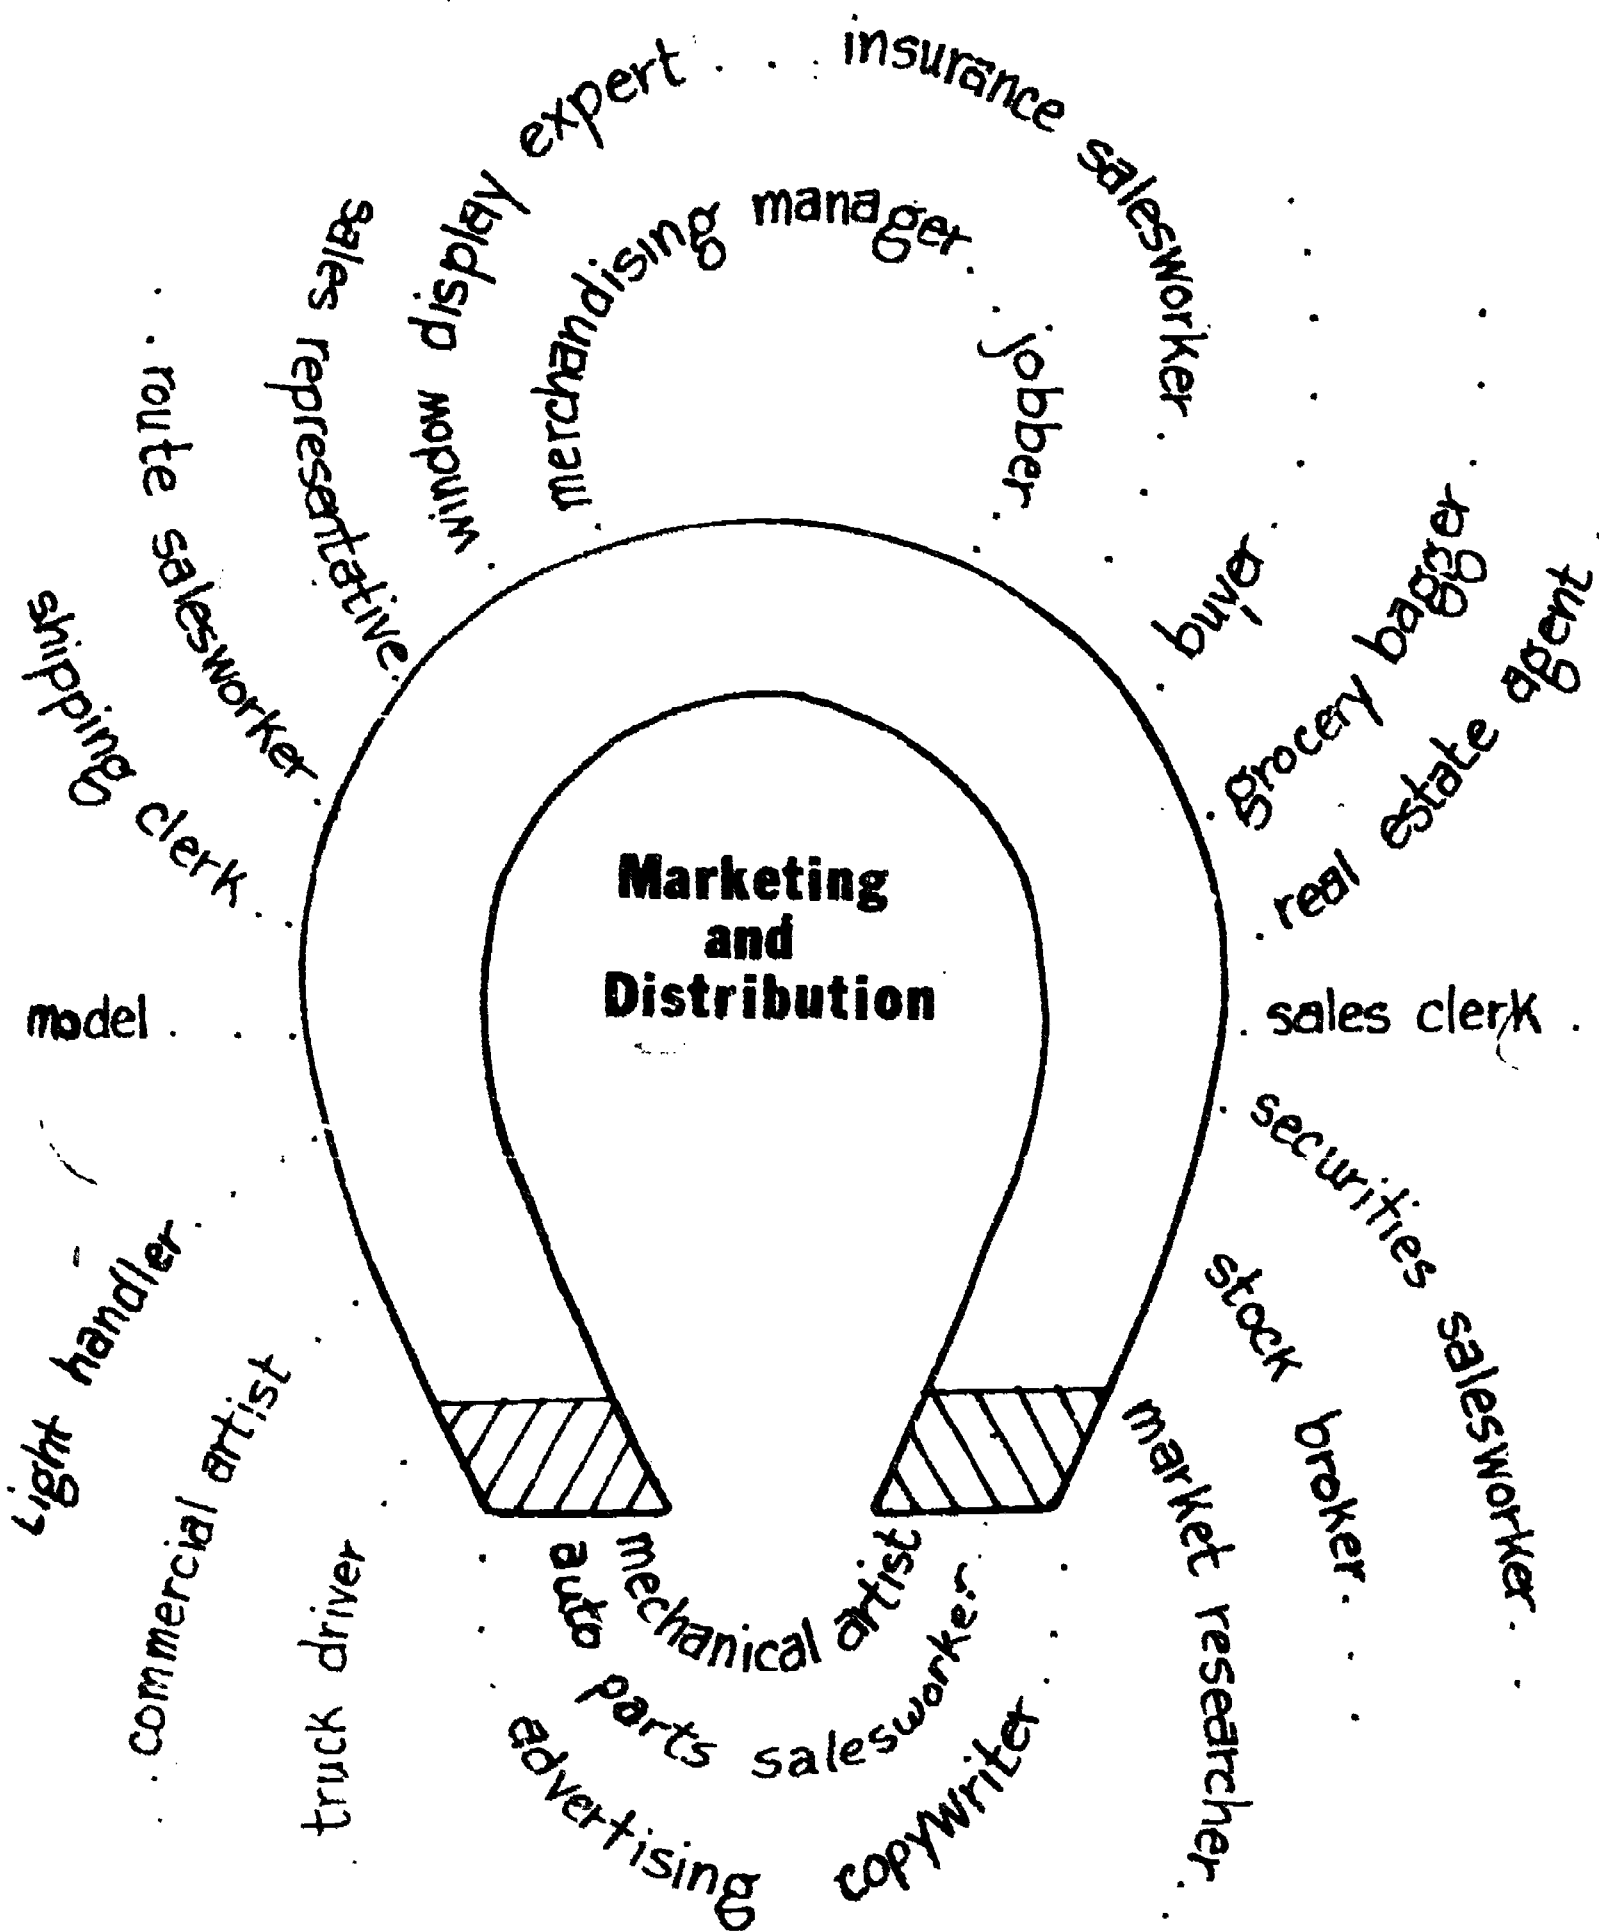 insurance salesworker
window display expert
merchandising manager
jobber
sales representative
route salesworker
shipping clerk
buyer
grocery bagger
real estate agent
Marketing
and
Distribution
model
sales clerk
securities salesworker
stock broker
market researcher
Light handler
commercial artist
truck driver
mechanical artist
auto parts salesworker
advertising copywriter